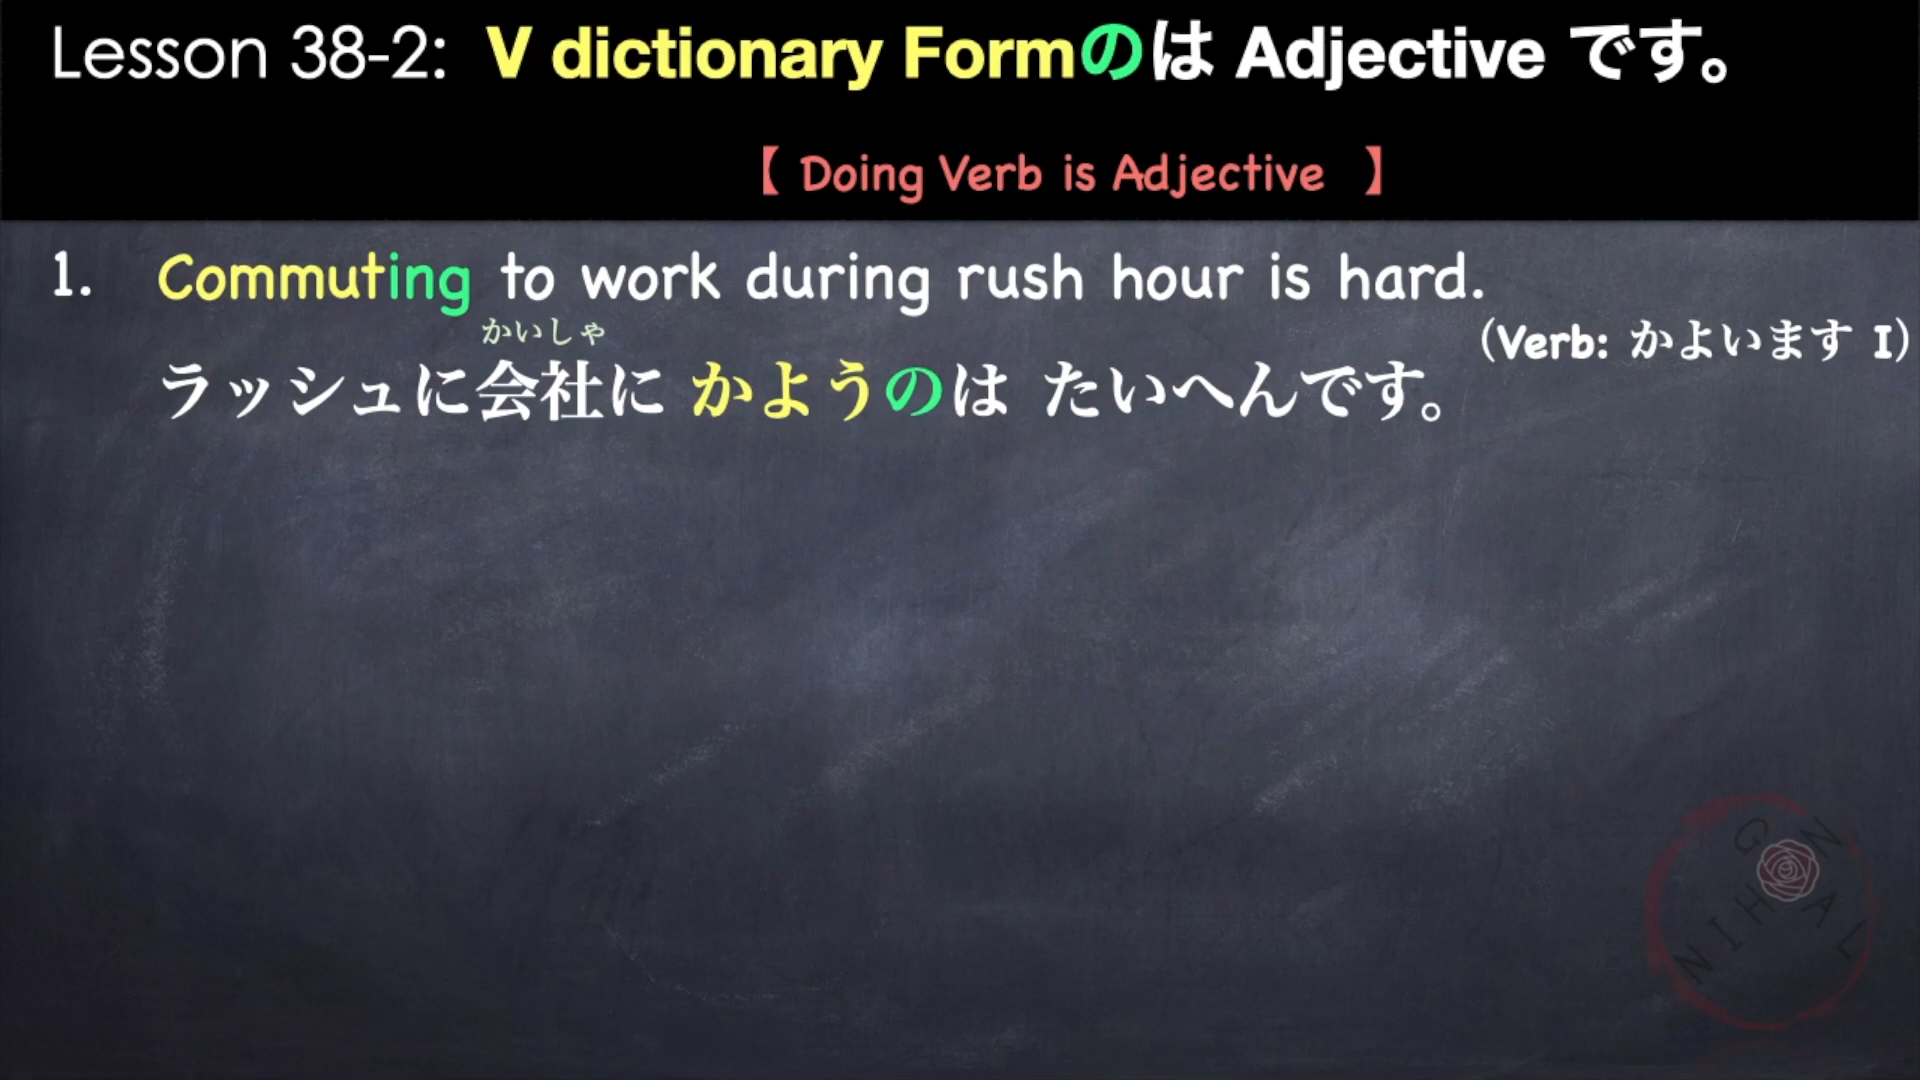 Lesson 38-2: V dictionary Formのは Adjective です。
【 Doing Verb is Adjective 】
1. Commuting to work during rush hour is hard.
かいしゃ
(Verb: かよいます I)
ラッシュに会社に かようのは たいへんです。
NIHONGAL